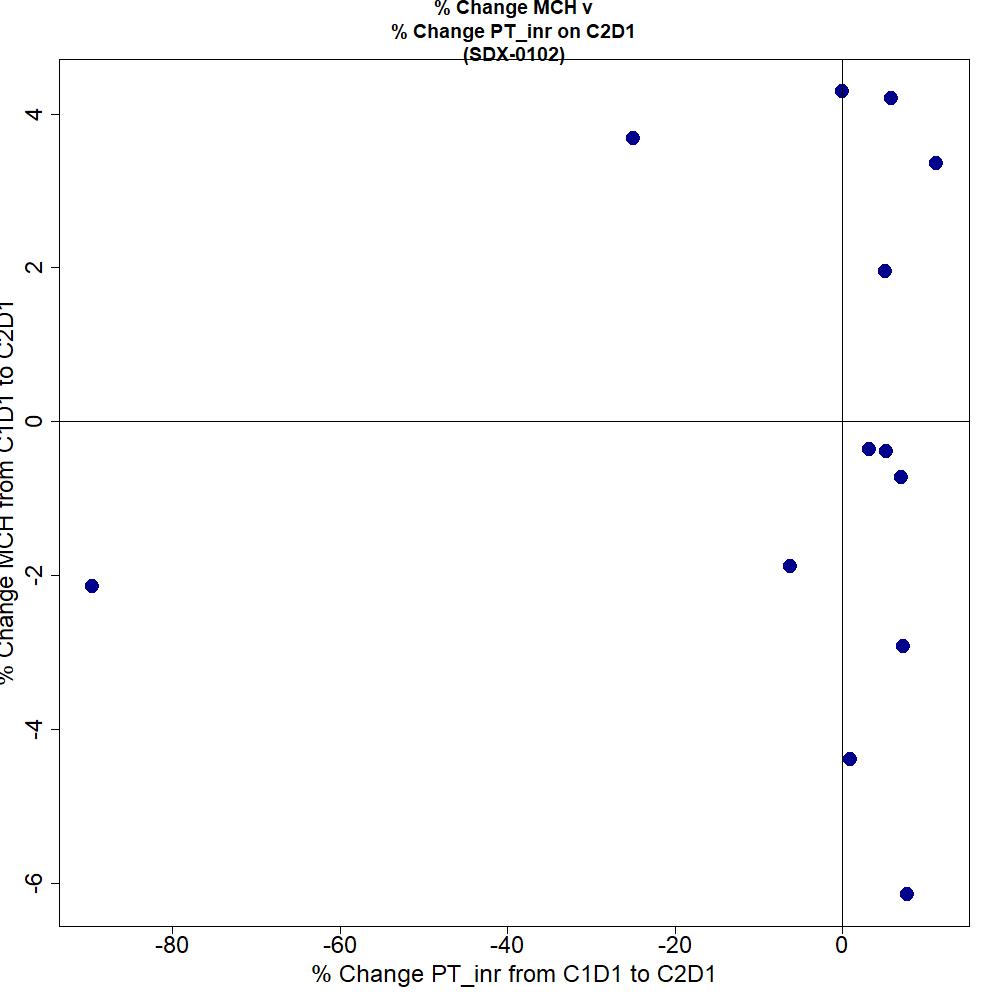 % Change MCH v
% Change PT_inr on C2D1
(SDX-0102)
4
2
0
-2
-4
-6
% Change MCH from C1D1 to C2D1
-80
-60
-40
-20
0
% Change PT_inr from C1D1 to C2D1